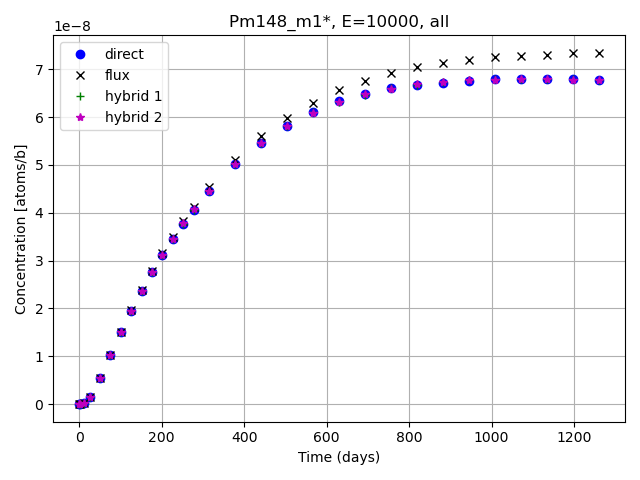 Pm148_m1*, E=10000, all
1e−8
direct
flux
hybrid 1
hybrid 2
7
6
5
4
3
2
1
0
Concentration [atoms/b]
0 200 400 600 800 1000 1200
Time (days)